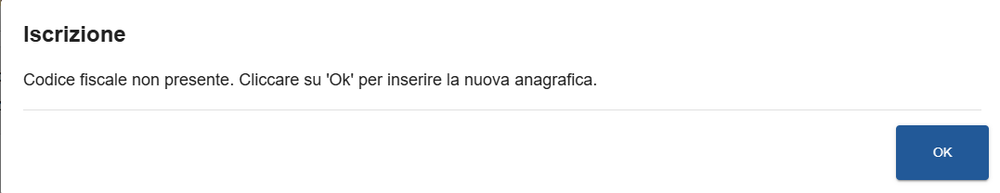 Iscrizione
Codice fiscale non presente. Cliccare su 'Ok' per inserire la nuova anagrafica.
OK